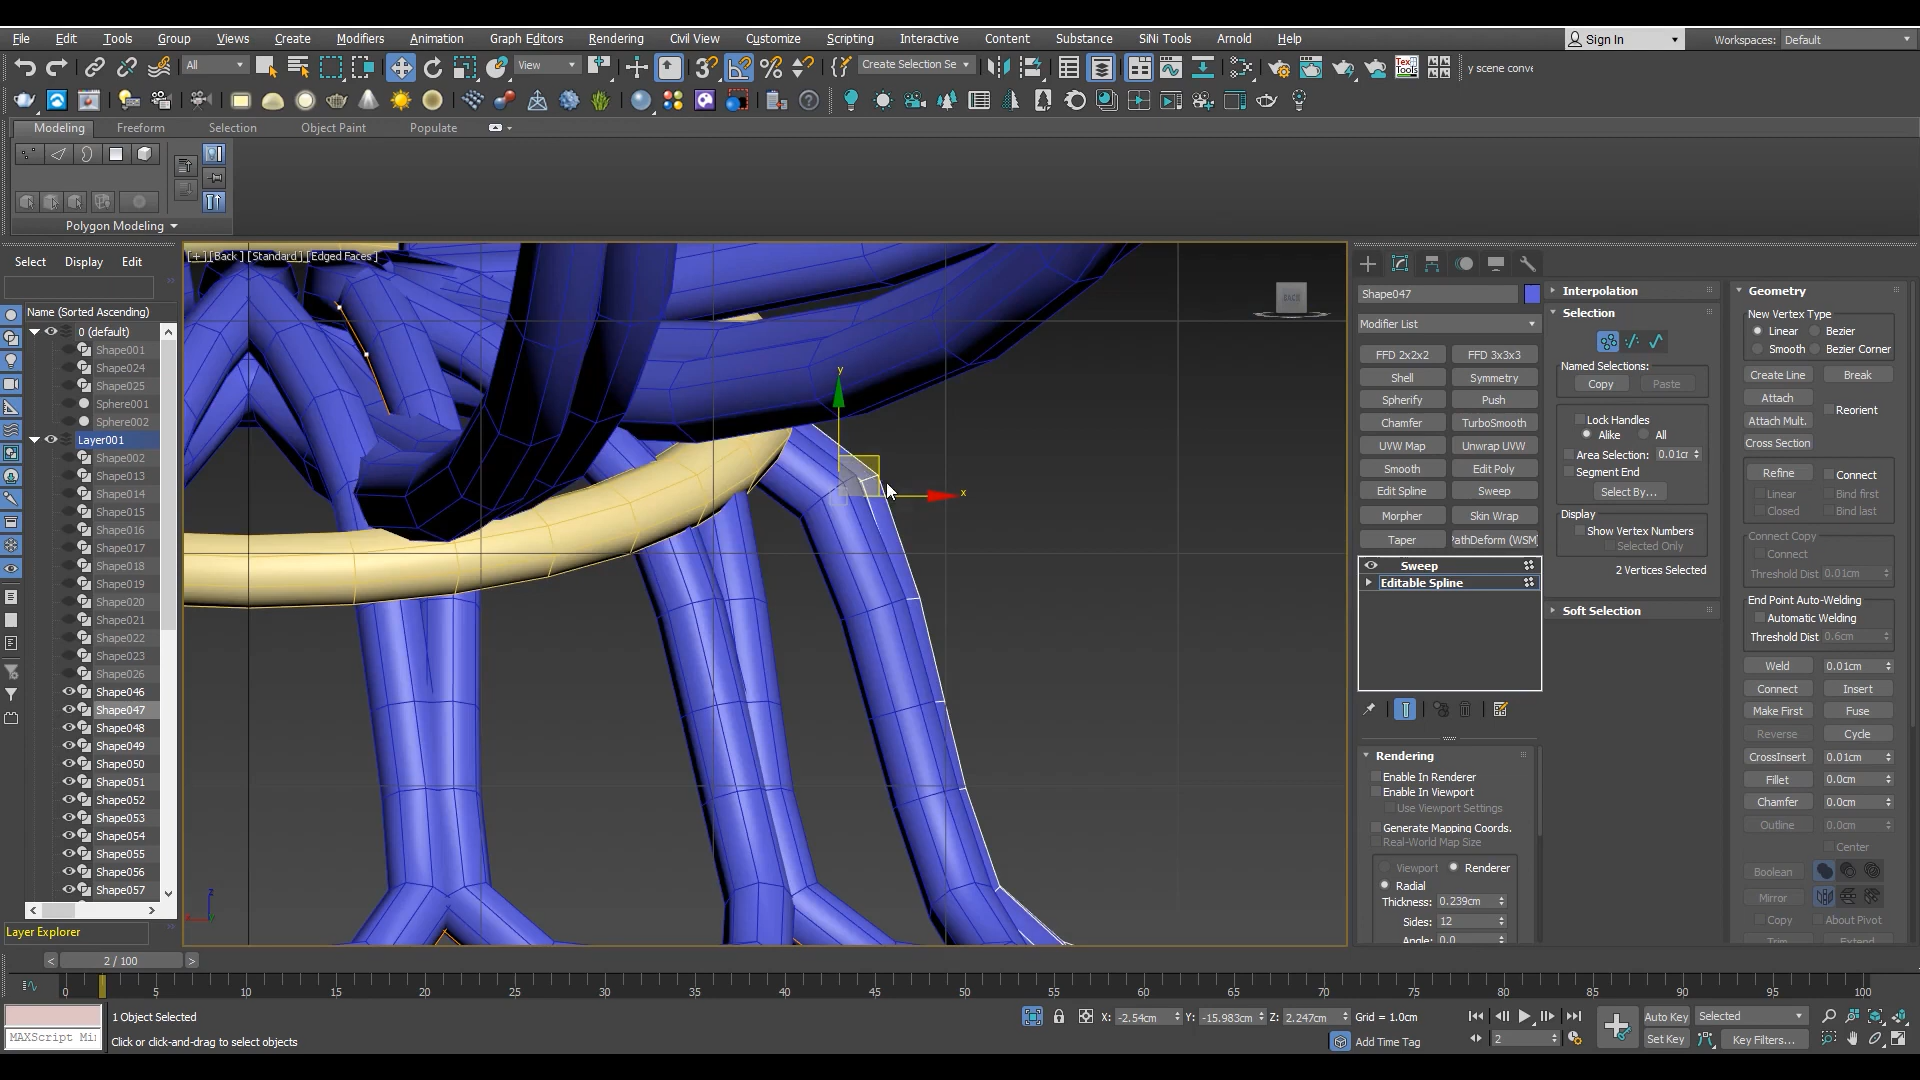 File Edit Tools Group Views Create Modifiers Animation Graph Editors Rendering Civil View Customize Scripting Interactive Content Substance SiNi Tools Arnold Help Sign In Workspaces: Default
All View Create Selection Se y scene conve
Modeling Freeform Selection Object Paint Populate
Polygon Modeling
Select Display Edit
Name (Sorted Ascending)
0 (default)
Shape001
Shape024
Shape025
Sphere001
Sphere002
Layer001
Shape002
Shape013
Shape014
Shape015
Shape016
Shape017
Shape018
Shape019
Shape020
Shape021
Shape022
Shape023
Shape026
Shape046
Shape047
Shape048
Shape049
Shape050
Shape051
Shape052
Shape053
Shape054
Shape055
Shape056
Shape057
Layer Explorer
[+] [Back ] [Standard ] [Edged Faces ]
BACK
y
x
z
Shape047
Modifier List
FFD 2x2x2 FFD 3x3x3
Shell Symmetry
Spherify Push
Chamfer TurboSmooth
UVW Map Unwrap UVW
Smooth Edit Poly
Edit Spline Sweep
Morpher Skin Wrap
Taper PathDeform (WSM)
Sweep
Editable Spline
Rendering
Enable In Renderer
Enable In Viewport
Use Viewport Settings
Generate Mapping Coords.
Real-World Map Size
Viewport Renderer
Radial
Thickness: 0.239cm
Sides: 12
Angle: 0.0
Interpolation
Selection
Named Selections:
Copy Paste
Lock Handles
Alike All
Area Selection: 0.01cr
Segment End
Select By...
Display
Show Vertex Numbers
Selected Only
2 Vertices Selected
Soft Selection
Geometry
New Vertex Type
Linear Bezier
Smooth Bezier Corner
Create Line Break
Attach Reorient
Attach Mult.
Cross Section
Refine Connect
Linear Bind first
Closed Bind last
Connect Copy
Connect
Threshold Dist 0.01cm
End Point Auto-Welding
Automatic Welding
Threshold Dist 0.6cm
Weld 0.01cm
Connect Insert
Make First Fuse
Reverse Cycle
CrossInsert 0.01cm
Fillet 0.0cm
Chamfer 0.0cm
Outline 0.0cm
Center
Boolean
Mirror
Copy About Pivot
Trim Extend
2 / 100
0 5 10 15 20 25 30 35 40 45 50 55 60 65 70 75 80 85 90 95 100
1 Object Selected X: -2.54cm Y: -15.983cm Z: 2.247cm Grid = 1.0cm Auto Key Selected
MAXScript Mi Click or click-and-drag to select objects Add Time Tag 2 Set Key Key Filters...